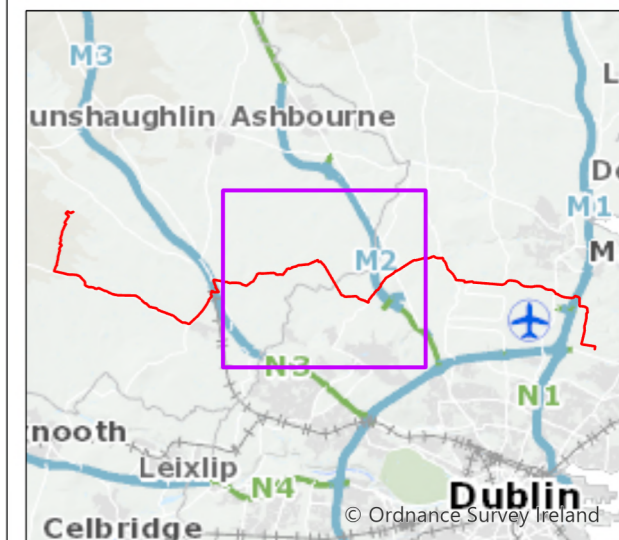 M3
L
unshaughlin Ashbourne
De
M1
M
M2
N3
N1
nooth
Leixlip
N4
Dublin
© Ordnance Survey Ireland
Celbridge